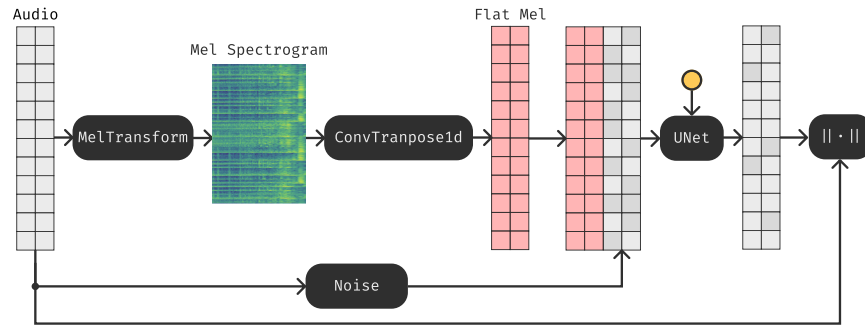 Audio
Flat Mel
Mel Spectrogram
MelTransform
ConvTranpose1d
UNet
||·||
Noise